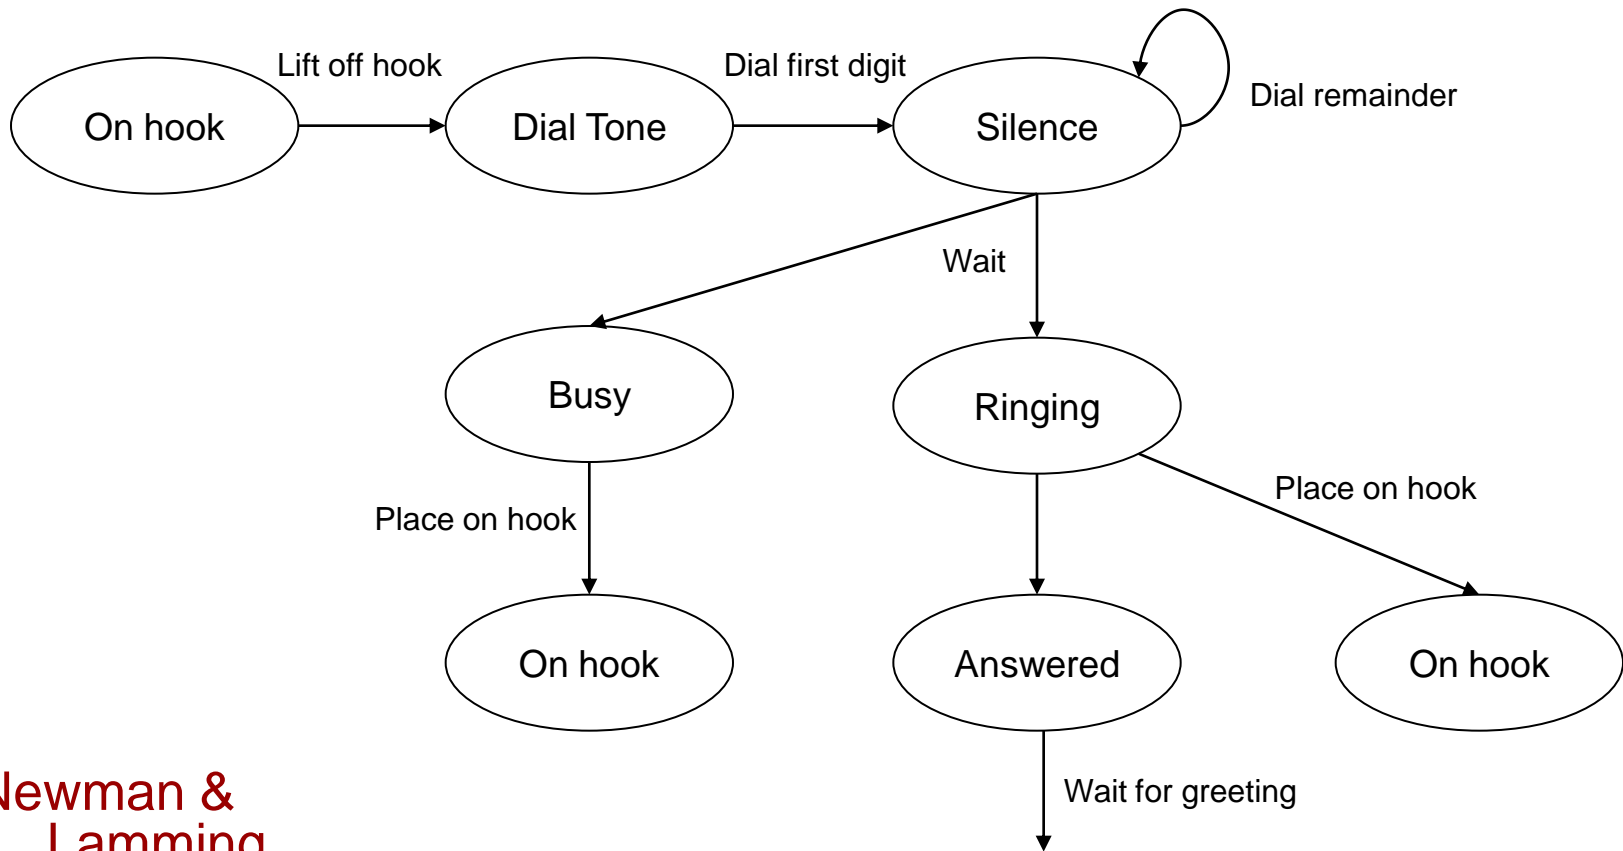 Lift off hook
Dial first digit
On hook
Dial Tone
Silence
Dial remainder
Wait
Busy
Ringing
Place on hook
Place on hook
On hook
Answered
On hook
Newman &
Lamming
Wait for greeting